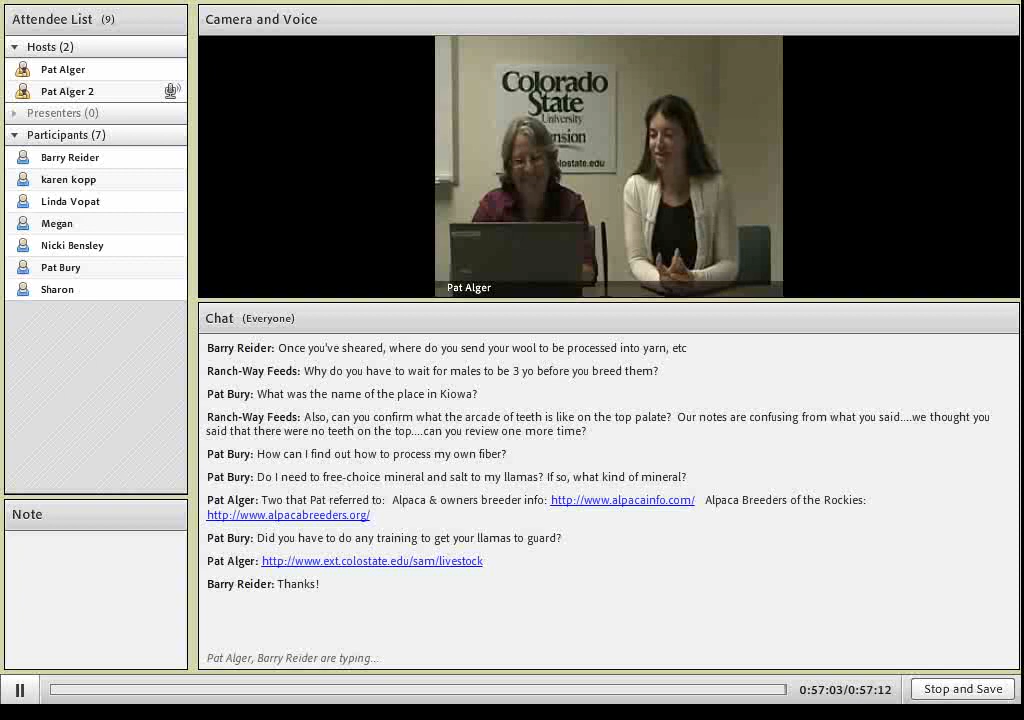 Attendee List (9)
Hosts (2)
Pat Alger
Pat Alger 2
Presenters (0)
Participants (7)
Barry Reider
karen kopp
Linda Vopat
Megan
Nicki Bensley
Pat Bury
Sharon
Note
Camera and Voice
Colorado
State
University
nsion
lostate.edu
Pat Alger
Chat (Everyone)
Barry Reider: Once you've sheared, where do you send your wool to be processed into yarn, etc
Ranch-Way Feeds: Why do you have to wait for males to be 3 yo before you breed them?
Pat Bury: What was the name of the place in Kiowa?
Ranch-Way Feeds: Also, can you confirm what the arcade of teeth is like on the top palate? Our notes are confusing from what you said....we thought you
said that there were no teeth on the top....can you review one more time?
Pat Bury: How can I find out how to process my own fiber?
Pat Bury: Do I need to free-choice mineral and salt to my llamas? If so, what kind of mineral?
Pat Alger: Two that Pat referred to: Alpaca & owners breeder info: http://www.alpacainfo.com/ Alpaca Breeders of the Rockies:
http://www.alpacabreeders.org/
Pat Bury: Did you have to do any training to get your llamas to guard?
Pat Alger: http://www.ext.colostate.edu/sam/livestock
Barry Reider: Thanks!
Pat Alger, Barry Reider are typing...
0:57:03/0:57:12
Stop and Save